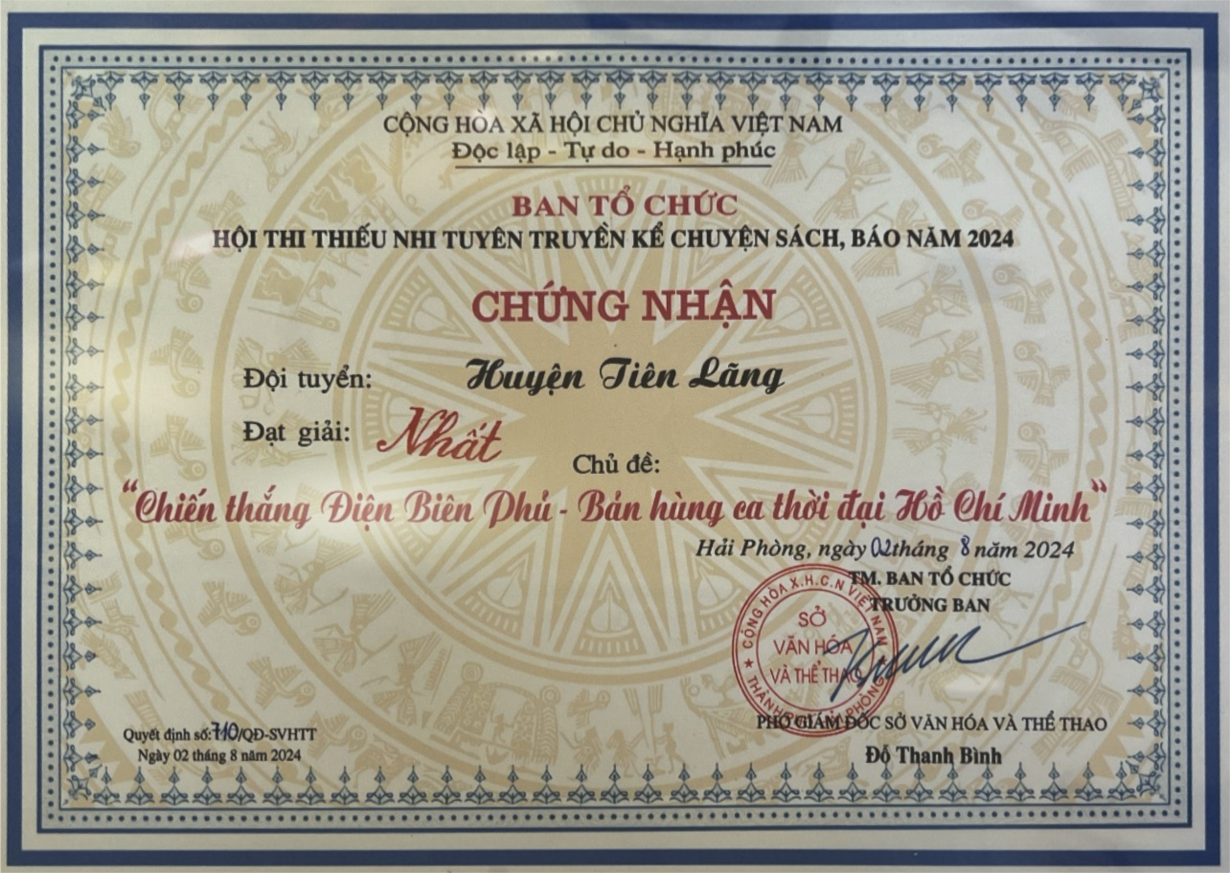 CỘNG HÒA XÃ HỘI CHỦ NGHĨA VIỆT NAM
Độc lập - Tự do - Hạnh phúc
BAN TỔ CHỨC
HỘI THI THIẾU NHI TUYÊN TRUYỀN KỂ CHUYỆN SÁCH, BÁO NĂM 2024
CHỨNG NHẬN
Đội tuyển: Huyện Tiên Lãng
Đạt giải: Nhất
Chủ đề:
“Chiến thắng Điện Biên Phủ - Bản hùng ca thời đại Hồ Chí Minh”
Hải Phòng, ngày 02 tháng 8 năm 2024
TM. BAN TỔ CHỨC
TRƯỞNG BAN
CỘNG HÒA X.H.C.N VIỆT NAM
SỞ
VĂN HÓA
VÀ THỂ THAO
PHÓ GIÁM ĐỐC SỞ VĂN HÓA VÀ THỂ THAO
Đỗ Thanh Bình
Quyết định số: 710/QĐ-SVHTT
Ngày 02 tháng 8 năm 2024